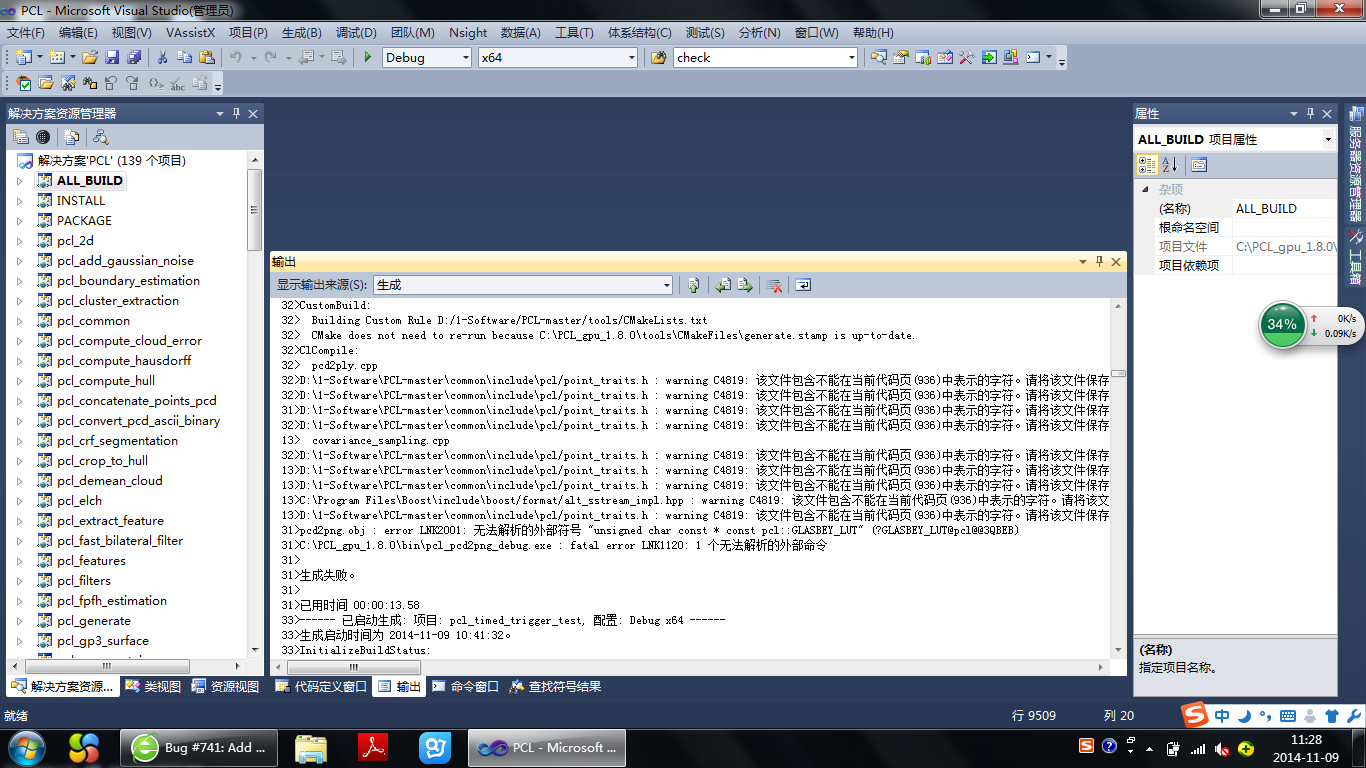 PCL - Microsoft Visual Studio(管理员)
文件(F) 编辑(E) 视图(V) VAssistX 项目(P) 生成(B) 调试(D) 团队(M) Nsight 数据(A) 工具(T) 体系结构(C) 测试(S) 分析(N) 窗口(W) 帮助(H)
Debug x64 check
解决方案资源管理器
解决方案'PCL' (139 个项目)
ALL_BUILD
INSTALL
PACKAGE
pcl_2d
pcl_add_gaussian_noise
pcl_boundary_estimation
pcl_cluster_extraction
pcl_common
pcl_compute_cloud_error
pcl_compute_hausdorff
pcl_compute_hull
pcl_concatenate_points_pcd
pcl_convert_pcd_ascii_binary
pcl_crf_segmentation
pcl_crop_to_hull
pcl_demean_cloud
pcl_elch
pcl_extract_feature
pcl_fast_bilateral_filter
pcl_features
pcl_filters
pcl_fpfh_estimation
pcl_generate
pcl_gp3_surface
解决方案资源... 类视图 资源视图
输出
显示输出来源(S): 生成
32>CustomBuild:
32> Building Custom Rule D:/1-Software/PCL-master/tools/CMakeLists.txt
32> CMake does not need to re-run because C:\PCL_gpu_1.8.0\tools\CMakeFiles\generate.stamp is up-to-date.
32>ClCompile:
32> pcd2ply.cpp
32>D:\1-Software\PCL-master\common\include\pcl/point_traits.h : warning C4819: 该文件包含不能在当前代码页(936)中表示的字符。请将该文件保存
32>D:\1-Software\PCL-master\common\include\pcl/point_traits.h : warning C4819: 该文件包含不能在当前代码页(936)中表示的字符。请将该文件保存
31>D:\1-Software\PCL-master\common\include\pcl/point_traits.h : warning C4819: 该文件包含不能在当前代码页(936)中表示的字符。请将该文件保存
32>D:\1-Software\PCL-master\common\include\pcl/point_traits.h : warning C4819: 该文件包含不能在当前代码页(936)中表示的字符。请将该文件保存
13> covariance_sampling.cpp
32>D:\1-Software\PCL-master\common\include\pcl/point_traits.h : warning C4819: 该文件包含不能在当前代码页(936)中表示的字符。请将该文件保存
13>D:\1-Software\PCL-master\common\include\pcl/point_traits.h : warning C4819: 该文件包含不能在当前代码页(936)中表示的字符。请将该文件保存
13>D:\1-Software\PCL-master\common\include\pcl/point_traits.h : warning C4819: 该文件包含不能在当前代码页(936)中表示的字符。请将该文件保存
13>C:\Program Files\Boost\include\boost/format/alt_sstream_impl.hpp : warning C4819: 该文件包含不能在当前代码页(936)中表示的字符。请将该文
13>D:\1-Software\PCL-master\common\include\pcl/point_traits.h : warning C4819: 该文件包含不能在当前代码页(936)中表示的字符。请将该文件保存
31>pcd2png.obj : error LNK2001: 无法解析的外部符号 "unsigned char const * const pcl::GLASBEY_LUT" (?GLASBEY_LUT@pcl@@3QBEB)
31>C:\PCL_gpu_1.8.0\bin\pcl_pcd2png_debug.exe : fatal error LNK1120: 1 个无法解析的外部命令
31>
31>生成失败。
31>
31>已用时间 00:00:13.58
33>------ 已启动生成: 项目: pcl_timed_trigger_test, 配置: Debug x64 ------
33>生成启动时间为 2014-11-09 10:41:32。
33>InitializeBuildStatus:
代码定义窗口 输出 命令窗口 查找符号结果
属性
ALL_BUILD 项目属性
杂项
(名称) ALL_BUILD
根命名空间
项目文件 C:\PCL_gpu_1.8.0\
项目依赖项
(名称)
指定项目名称。
服务器资源管理器
工具箱
34%
0K/s
0.09K/s
就绪 行 9509 列 20
中
Bug #741: Add ...
PCL - Microsoft ...
11:28
2014-11-09